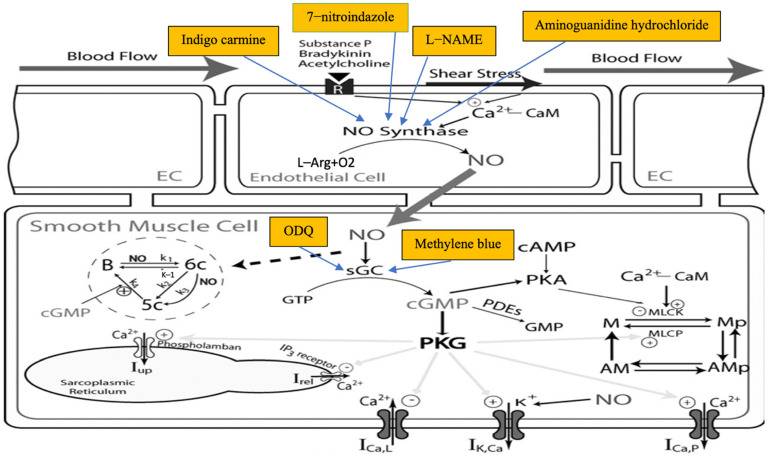 7−nitroindazole
Indigo carmine
L−NAME
Aminoguanidine hydrochloride
Blood Flow
Substance P
Bradykinin
Acetylcholine
Shear Stress
Blood Flow
R
+
Ca2+ CaM
NO Synthase
L−Arg+O2
NO
EC
Endothelial Cell
EC
Smooth Muscle Cell
NO
ODQ
Methylene blue
sGC
cAMP
PKA
GTP
cGMP
PDEs
GMP
B
NO
k1
k-1
6c
k4
k2
k3
NO
5c
cGMP
Ca2+ CaM
− MLCK
+
M
Mp
MLCP
+
AM
AMp
PKG
Ca2+
+
Phospholamban
Iup
IP3 receptor
−
Irel
Ca2+
Sarcoplasmic
Reticulum
Ca2+
−
ICa,L
+
K+
NO
IK,Ca
+
Ca2+
ICa,P